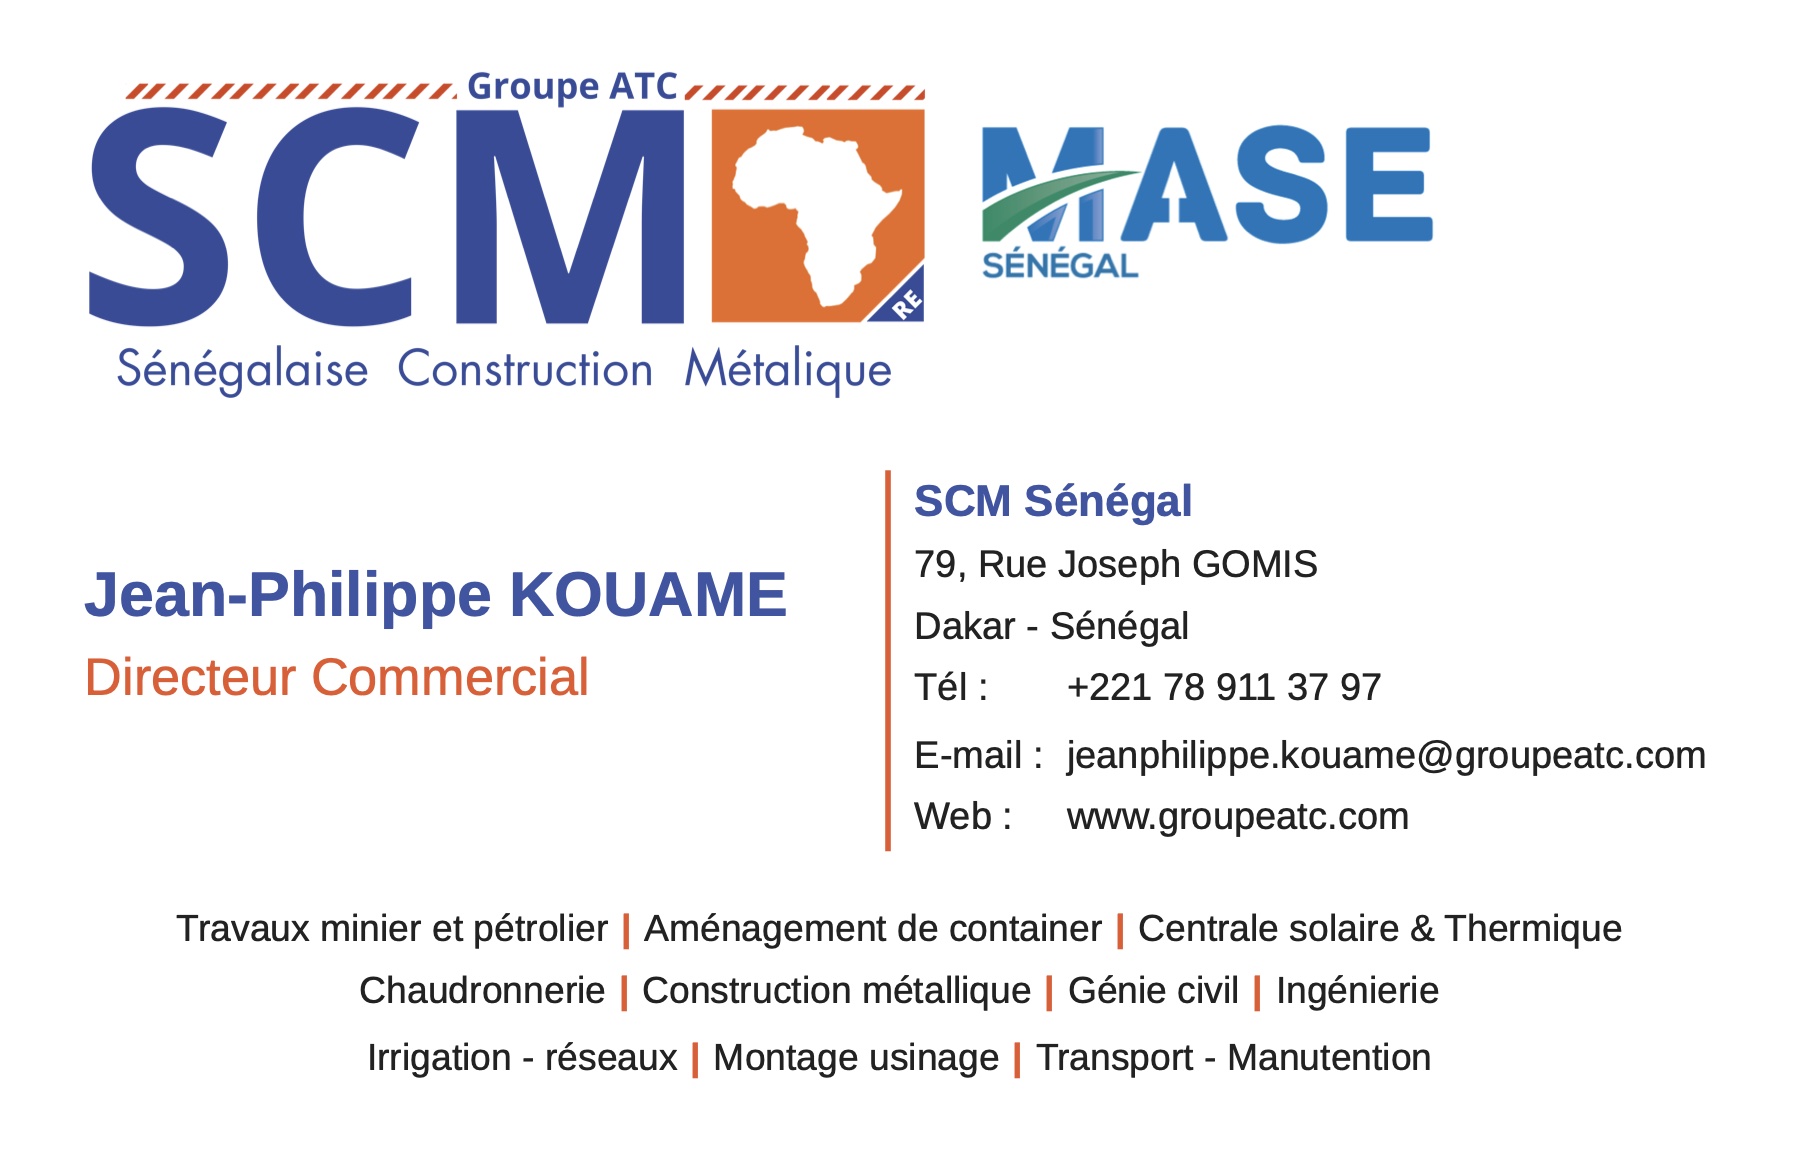 Groupe ATC
SCM
RE
Sénégalaise Construction Métalique
MASE
SÉNÉGAL
Jean-Philippe KOUAME
Directeur Commercial
SCM Sénégal
79, Rue Joseph GOMIS
Dakar - Sénégal
Tél : +221 78 911 37 97
E-mail : jeanphilippe.kouame@groupeatc.com
Web : www.groupeatc.com
Travaux minier et pétrolier | Aménagement de container | Centrale solaire & Thermique
Chaudronnerie | Construction métallique | Génie civil | Ingénierie
Irrigation - réseaux | Montage usinage | Transport - Manutention